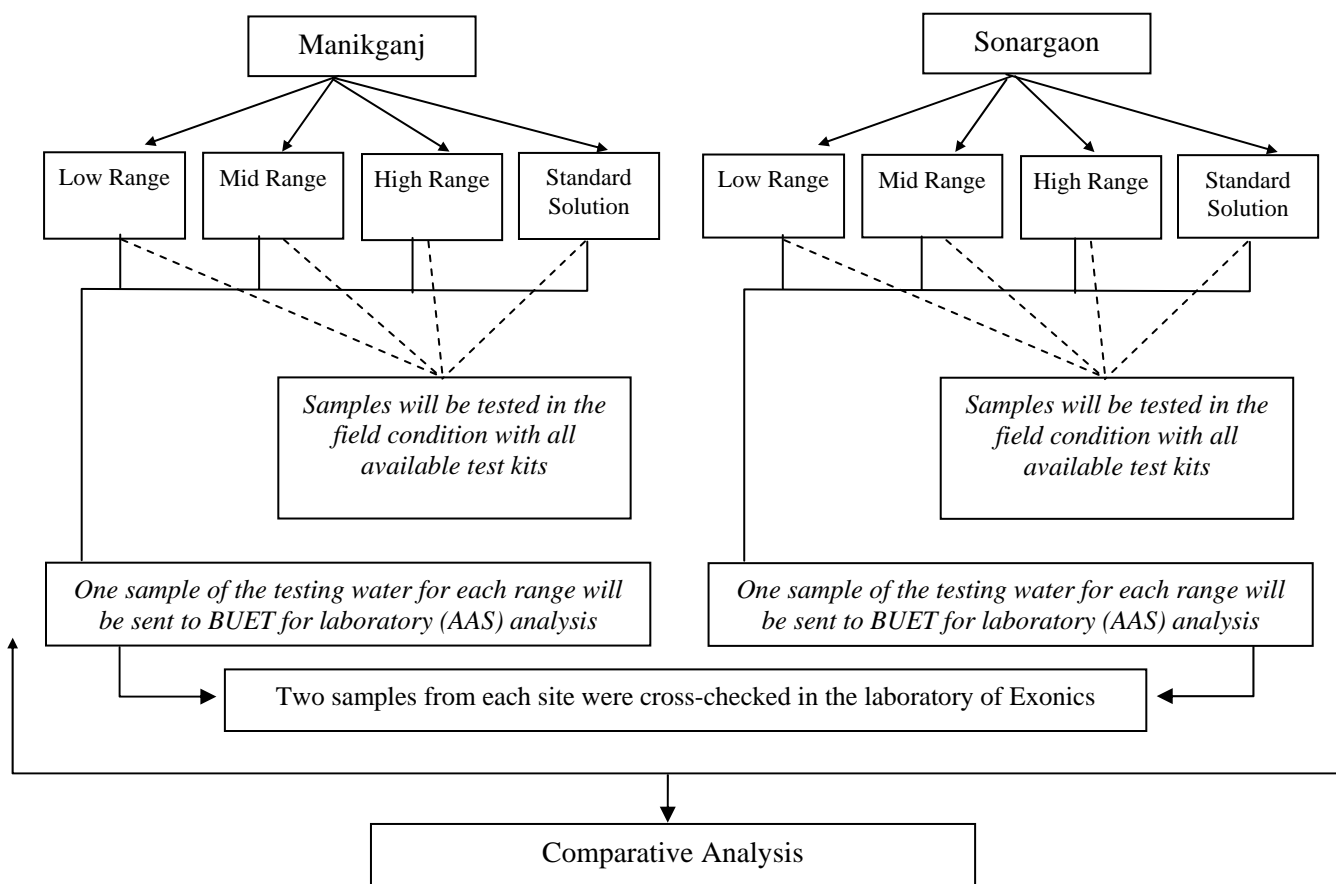 Manikganj
Sonargaon
Low Range
Mid Range
High Range
Standard
Solution
Low Range
Mid Range
High Range
Standard
Solution
Samples will be tested in the
field condition with all
available test kits
Samples will be tested in the
field condition with all
available test kits
One sample of the testing water for each range will
be sent to BUET for laboratory (AAS) analysis
One sample of the testing water for each range will
be sent to BUET for laboratory (AAS) analysis
Two samples from each site were cross-checked in the laboratory of Exonics
Comparative Analysis